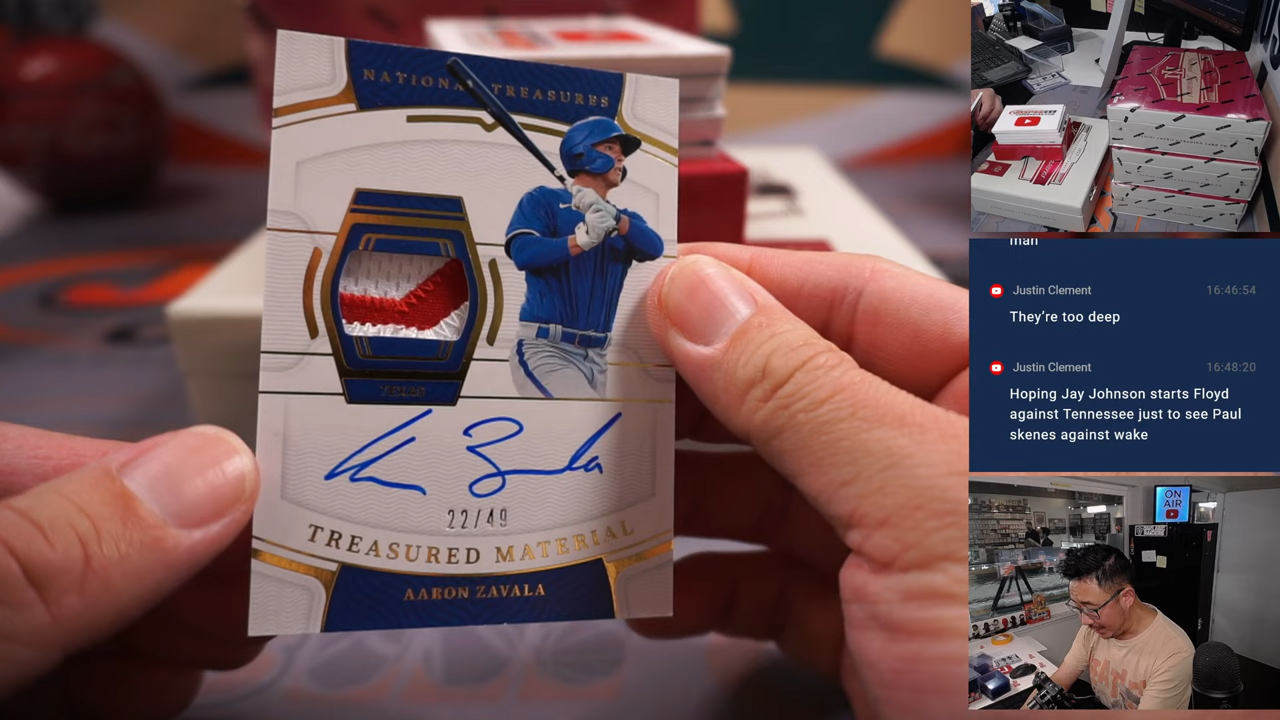 NATIONAL TREASURES
TEXAS
22/49
TREASURED MATERIAL
AARON ZAVALA
man
Justin Clement
16:46:54
They're too deep
Justin Clement
16:48:20
Hoping Jay Johnson starts Floyd
against Tennessee just to see Paul
skenes against wake
ON
AIR